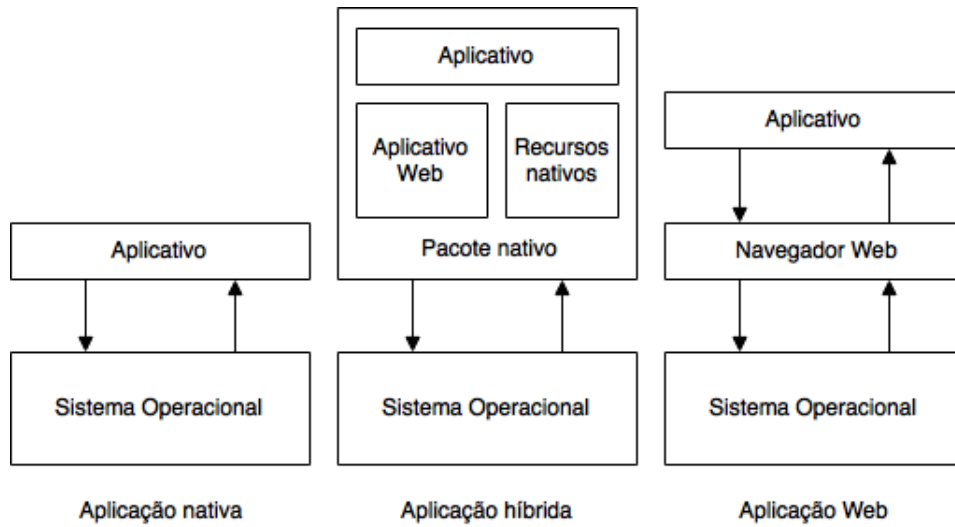 Aplicativo
Sistema Operacional
Aplicação nativa
Aplicativo
Aplicativo
Web
Recursos
nativos
Pacote nativo
Sistema Operacional
Aplicação híbrida
Aplicativo
Navegador Web
Sistema Operacional
Aplicação Web